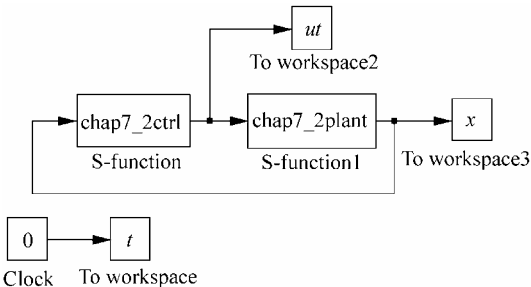 ut
To workspace2
chap7_2ctrl
chap7_2plant
x
S-function
S-function1
To workspace3
0
t
Clock
To workspace